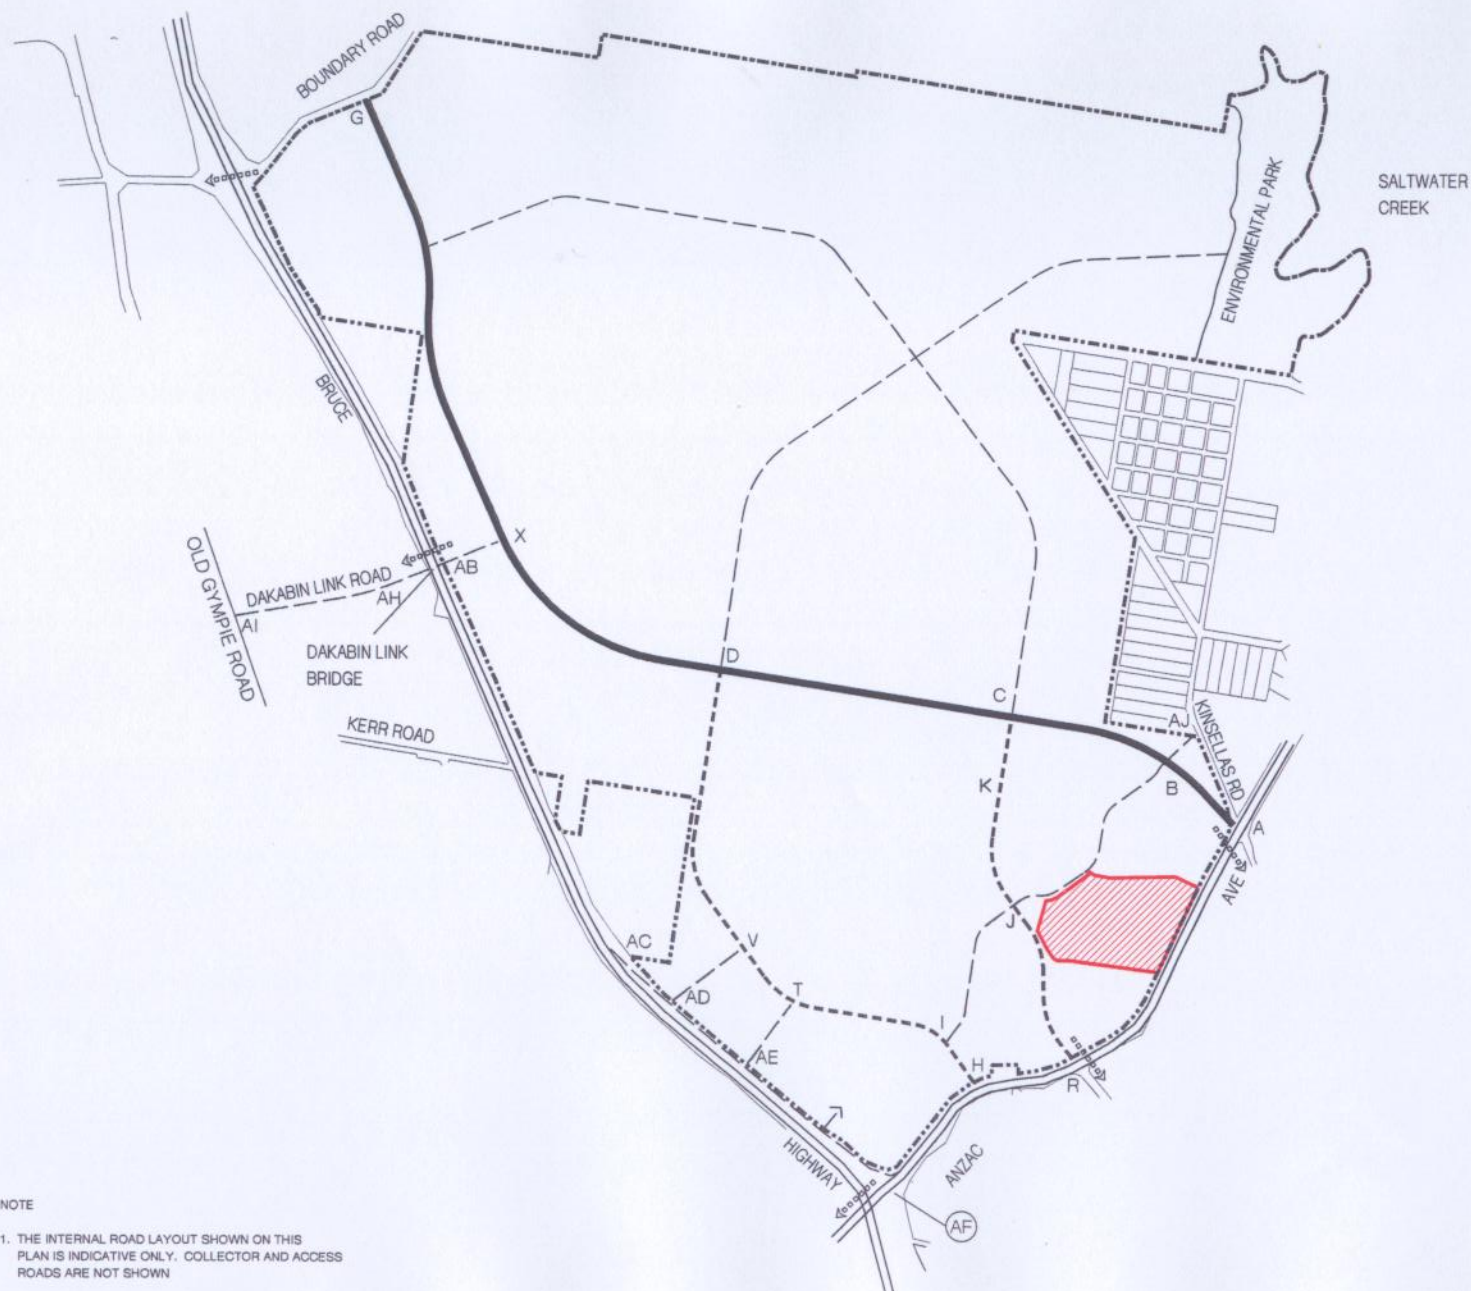 BOUNDARY ROAD
G
SALTWATER
CREEK
ENVIRONMENTAL PARK
BRUCE
X
OLD GYMPIE ROAD
DAKABIN LINK ROAD
AB
AH
AI
DAKABIN LINK
BRIDGE
D
C
KERR ROAD
AJ
KINSELLAS RD
K
B
A
AVE
J
AC
V
AD
T
I
AE
H
R
HIGHWAY
ANZAC
AF
NOTE
1. THE INTERNAL ROAD LAYOUT SHOWN ON THIS
PLAN IS INDICATIVE ONLY. COLLECTOR AND ACCESS
ROADS ARE NOT SHOWN